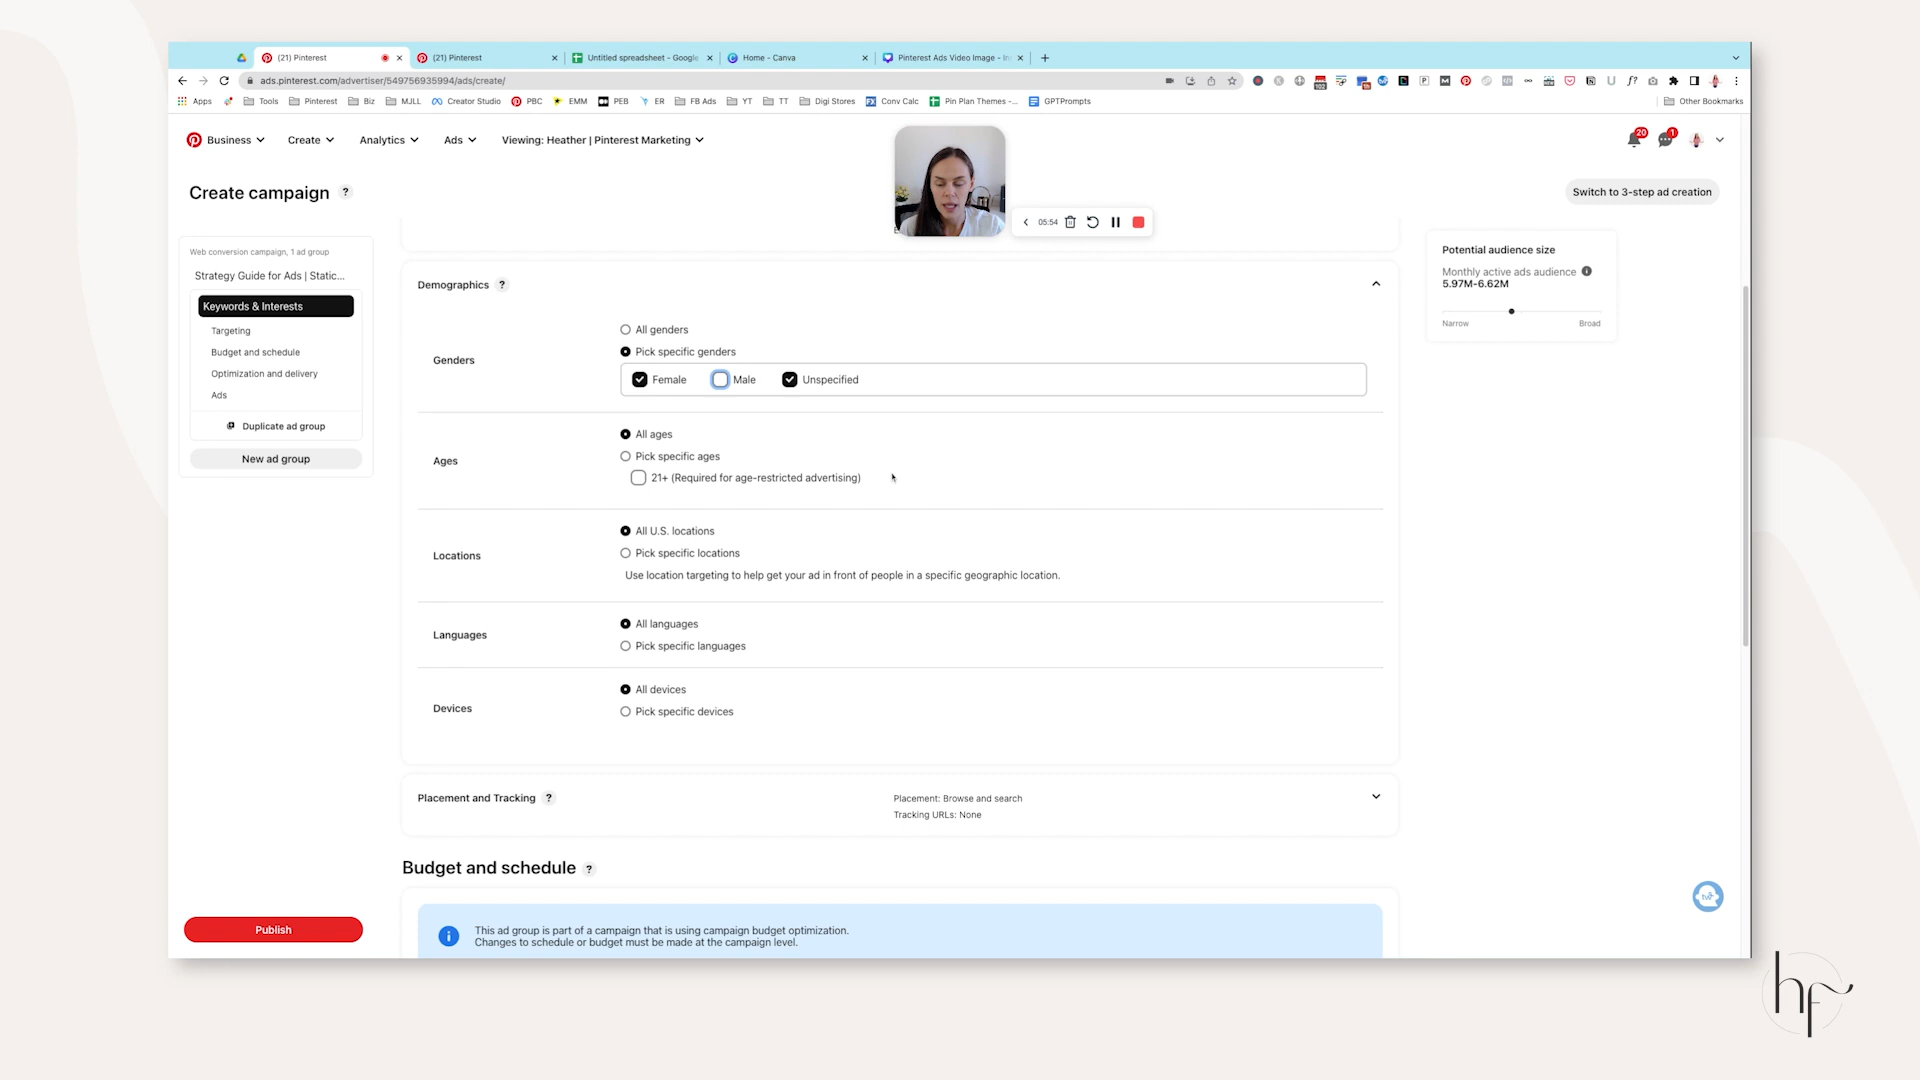 (21) Pinterest
(21) Pinterest
Untitled spreadsheet - Google
Home - Canva
Pinterest Ads Video Image - In
ads.pinterest.com/advertiser/549756935994/ads/create/
Apps
Tools
Pinterest
Biz
MJLL
Creator Studio
PBC
EMM
PEB
ER
FB Ads
YT
TT
Digi Stores
Conv Calc
Pin Plan Themes -...
GPTPrompts
Other Bookmarks
Business
Create
Analytics
Ads
Viewing: Heather | Pinterest Marketing
20
1
Create campaign ?
Switch to 3-step ad creation
05:54
Web conversion campaign, 1 ad group
Strategy Guide for Ads | Static...
Keywords & Interests
Targeting
Budget and schedule
Optimization and delivery
Ads
Duplicate ad group
New ad group
Publish
Demographics ?
Genders
All genders
Pick specific genders
Female
Male
Unspecified
Ages
All ages
Pick specific ages
21+ (Required for age-restricted advertising)
Locations
All U.S. locations
Pick specific locations
Use location targeting to help get your ad in front of people in a specific geographic location.
Languages
All languages
Pick specific languages
Devices
All devices
Pick specific devices
Placement and Tracking ?
Placement: Browse and search
Tracking URLs: None
Budget and schedule ?
This ad group is part of a campaign that is using campaign budget optimization.
Changes to schedule or budget must be made at the campaign level.
Potential audience size
Monthly active ads audience
5.97M-6.62M
Narrow
Broad
hf